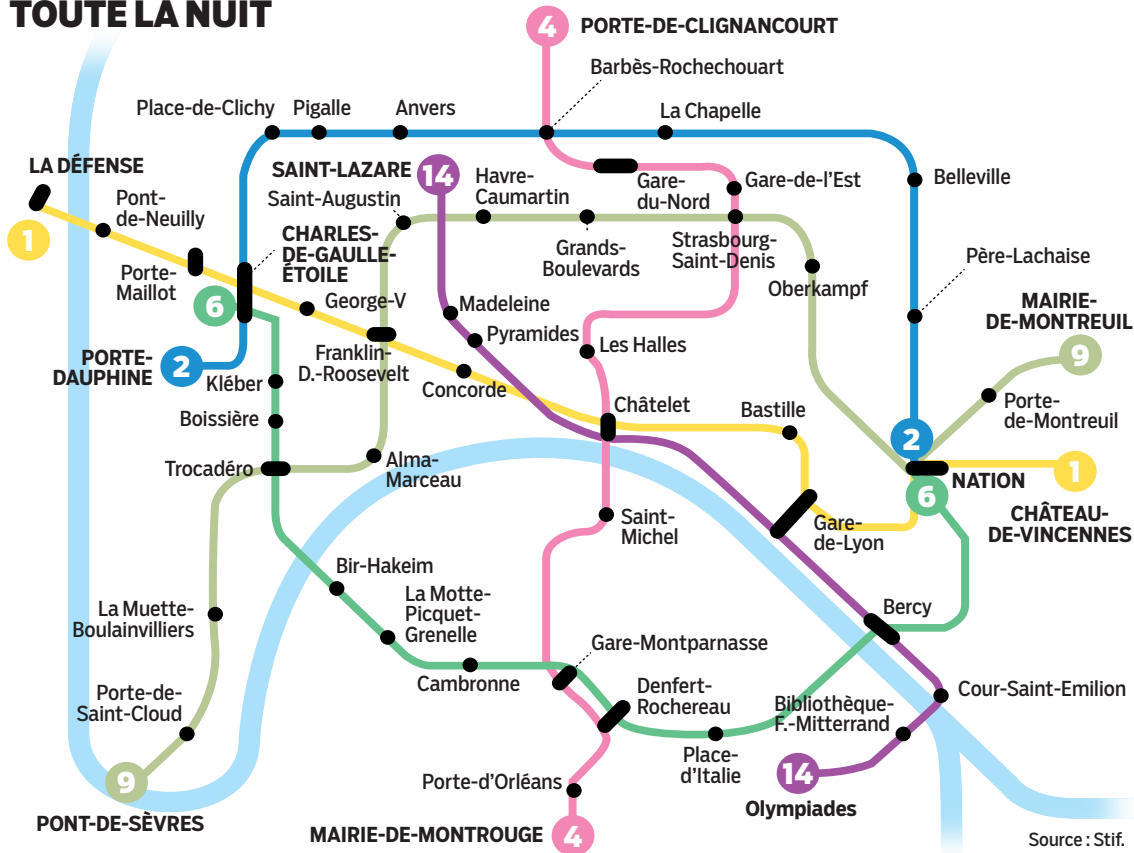 TOUTE LA NUIT
4
PORTE-DE-CLIGNANCOURT
Barbès-Rochechouart
Place-de-Clichy
Pigalle
Anvers
La Chapelle
LA DÉFENSE
SAINT-LAZARE
14
Havre-
Caumartin
Gare-
du-Nord
Gare-de-l'Est
Belleville
Pont-
de-Neuilly
Saint-Augustin
1
CHARLES-
DE-GAULLE-
ÉTOILE
Grands-
Boulevards
Strasbourg-
Saint-Denis
Père-Lachaise
Porte-
Maillot
Oberkampf
6
George-V
Madeleine
MAIRIE-
DE-MONTREUIL
Pyramides
9
PORTE-
DAUPHINE
2
Franklin-
D.-Roosevelt
Les Halles
Kléber
Concorde
Porte-
de-Montreuil
Boissière
Châtelet
Bastille
2
Trocadéro
Alma-
Marceau
NATION
1
6
Saint-
Michel
Gare-
de-Lyon
CHÂTEAU-
DE-VINCENNES
Bir-Hakeim
La Motte-
Picquet-
Grenelle
La Muette-
Boulainvilliers
Bercy
Gare-Montparnasse
Cambronne
Denfert-
Rochereau
Cour-Saint-Emilion
Porte-de-
Saint-Cloud
Bibliothèque-
F.-Mitterrand
Place-
d'Italie
9
14
Porte-d'Orléans
Olympiades
PONT-DE-SÈVRES
MAIRIE-DE-MONTROUGE
4
Source : Stif.